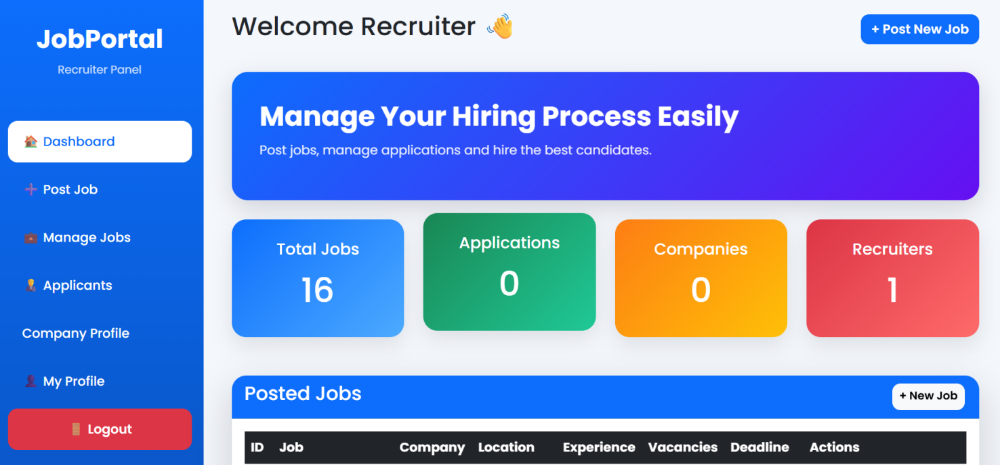 JobPortal
Recruiter Panel
🏠 Dashboard
➕ Post Job
💼 Manage Jobs
Applicants
Company Profile
👤 My Profile
🚪 Logout
Welcome Recruiter 👋
+ Post New Job
Manage Your Hiring Process Easily
Post jobs, manage applications and hire the best candidates.
Total Jobs
16
Applications
0
Companies
0
Recruiters
1
Posted Jobs
+ New Job
ID Job Company Location Experience Vacancies Deadline Actions